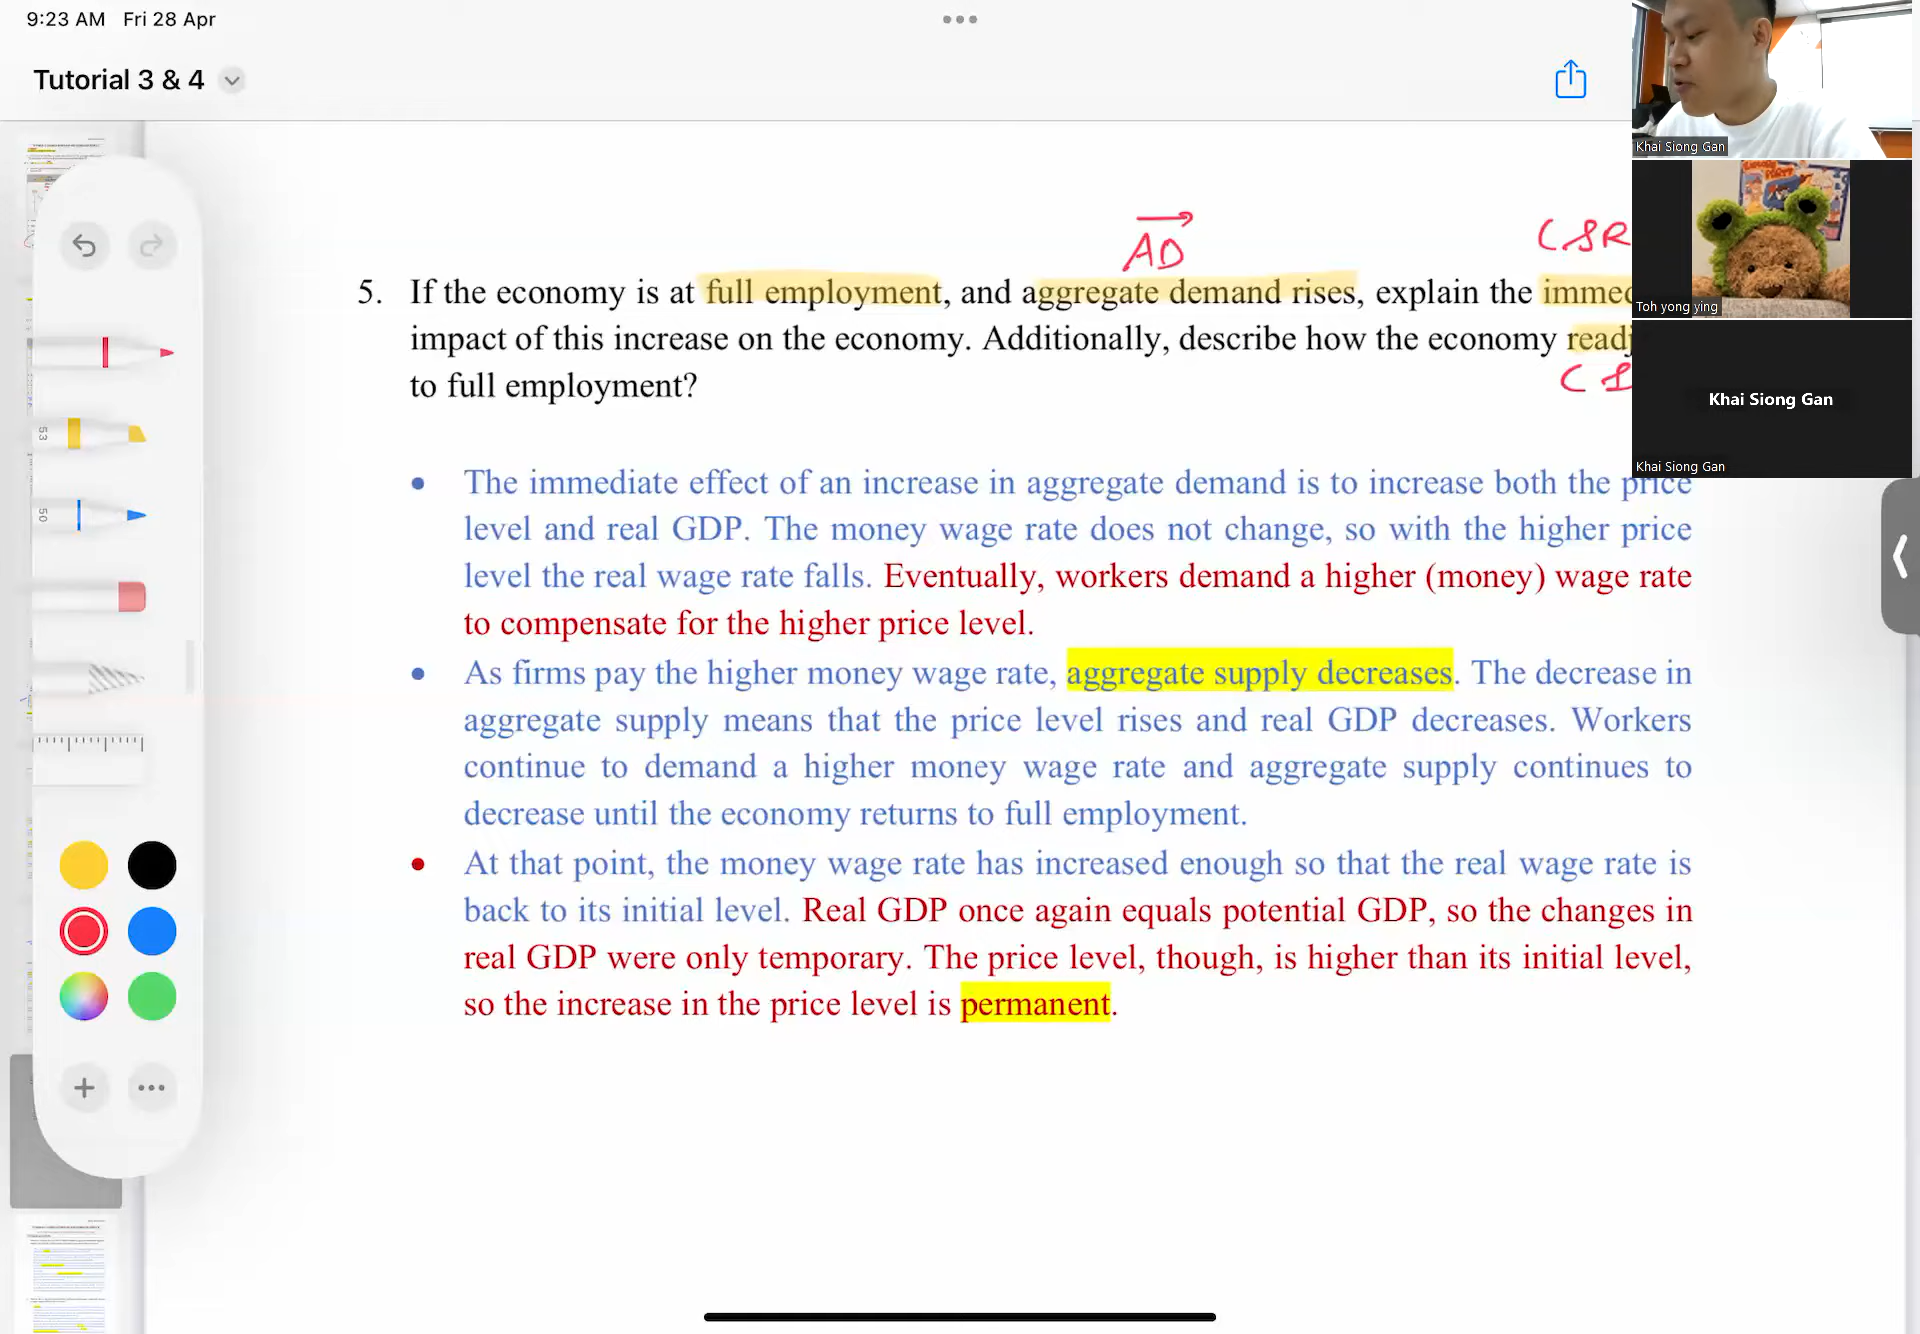 9:23 AM Fri 28 Apr
Tutorial 3 & 4
Khai Siong Gan
AD
(SR
5. If the economy is at full employment, and aggregate demand rises, explain the immed
Toh yong ying
impact of this increase on the economy. Additionally, describe how the economy readj
to full employment?
Khai Siong Gan
Khai Siong Gan
• The immediate effect of an increase in aggregate demand is to increase both the price
level and real GDP. The money wage rate does not change, so with the higher price
level the real wage rate falls. Eventually, workers demand a higher (money) wage rate
to compensate for the higher price level.
• As firms pay the higher money wage rate, aggregate supply decreases. The decrease in
aggregate supply means that the price level rises and real GDP decreases. Workers
continue to demand a higher money wage rate and aggregate supply continues to
decrease until the economy returns to full employment.
• At that point, the money wage rate has increased enough so that the real wage rate is
back to its initial level. Real GDP once again equals potential GDP, so the changes in
real GDP were only temporary. The price level, though, is higher than its initial level,
so the increase in the price level is permanent.
53
50